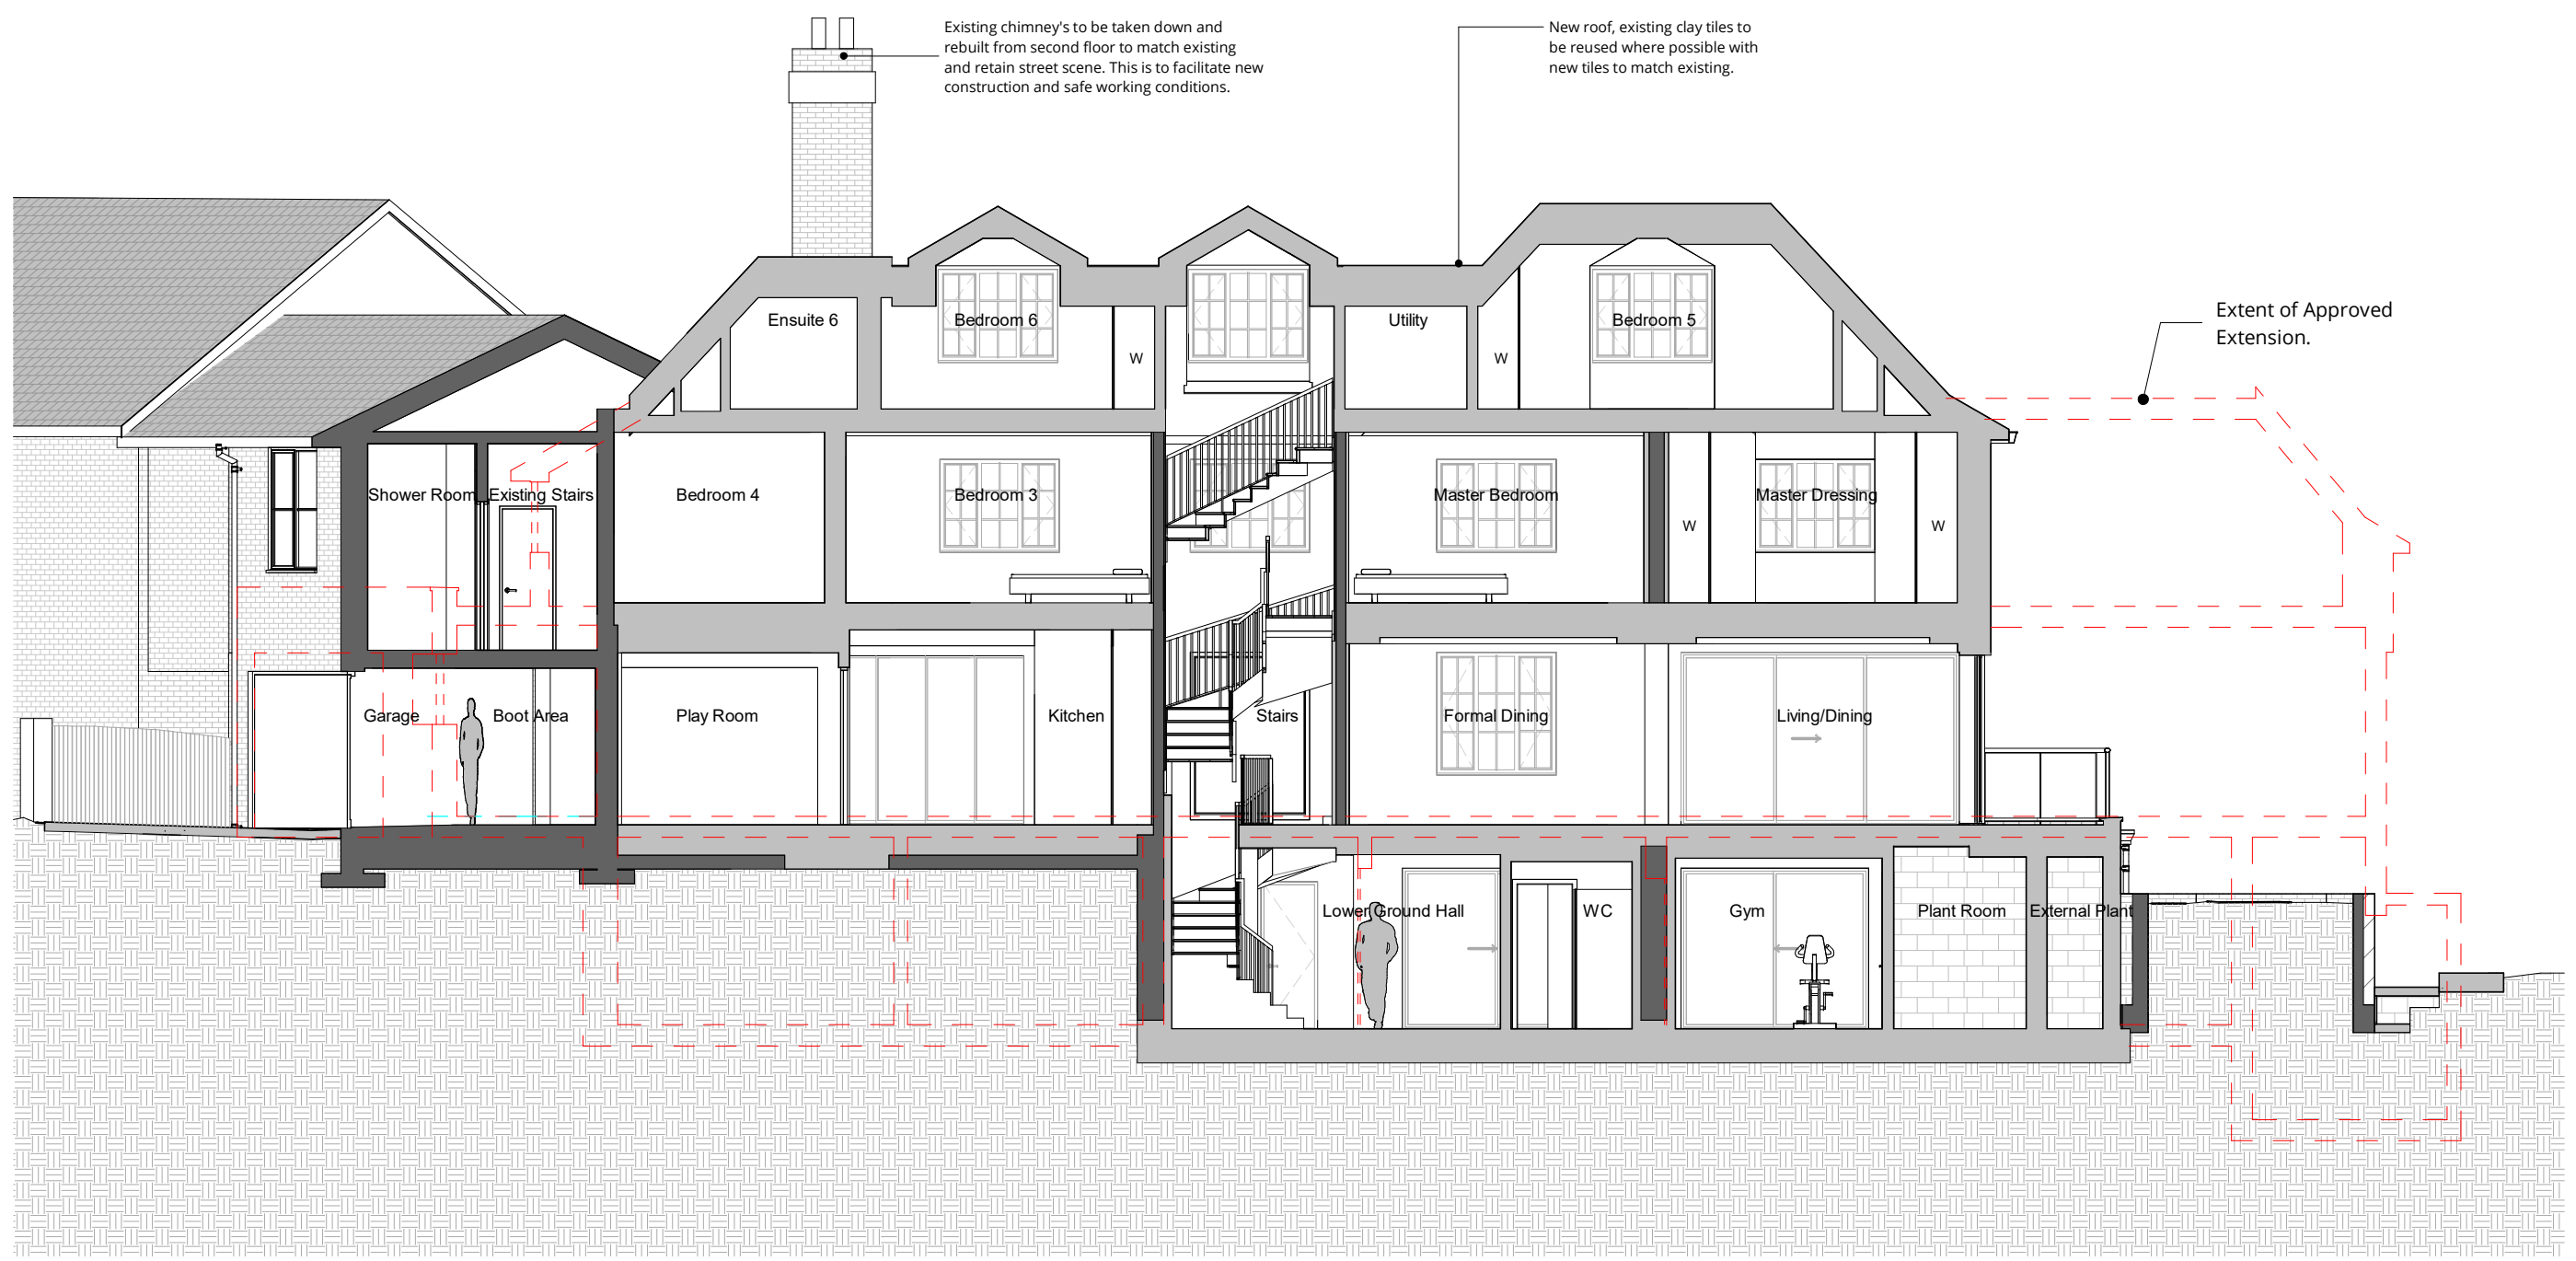 Existing chimney's to be taken down and
rebuilt from second floor to match existing
and retain street scene. This is to facilitate new
construction and safe working conditions.
New roof, existing clay tiles to
be reused where possible with
new tiles to match existing.
Extent of Approved
Extension.
Ensuite 6
Bedroom 6
W
Utility
W
Bedroom 5
Shower Room
Existing Stairs
Bedroom 4
Bedroom 3
Master Bedroom
W
Master Dressing
W
Garage
Boot Area
Play Room
Kitchen
Stairs
Formal Dining
Living/Dining
Lower Ground Hall
WC
Gym
Plant Room
External Plant